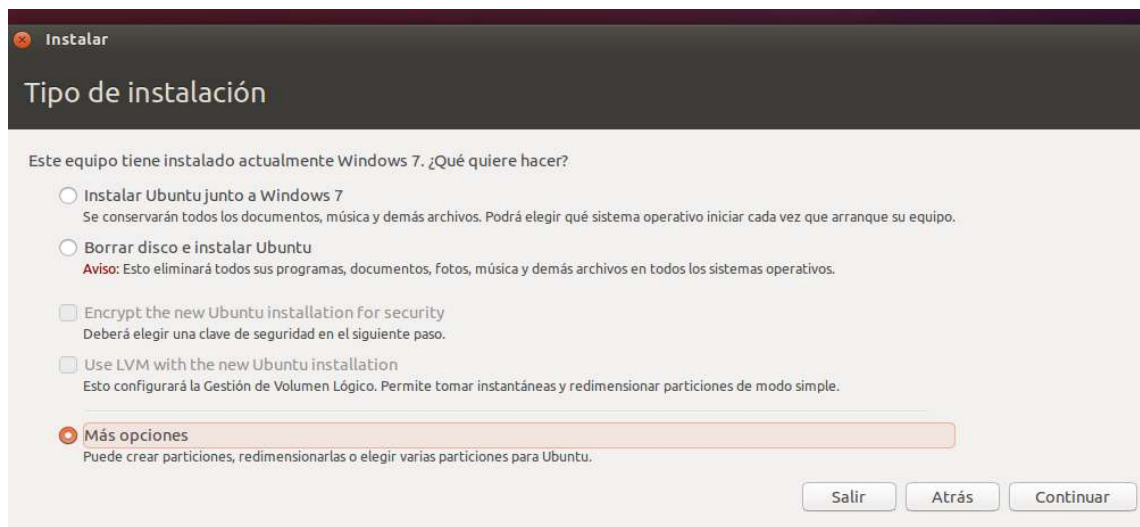 Instalar
Tipo de instalación
Este equipo tiene instalado actualmente Windows 7. ¿Qué quiere hacer?
Instalar Ubuntu junto a Windows 7
Se conservarán todos los documentos, música y demás archivos. Podrá elegir qué sistema operativo iniciar cada vez que arranque su equipo.
Borrar disco e instalar Ubuntu
Aviso: Esto eliminará todos sus programas, documentos, fotos, música y demás archivos en todos los sistemas operativos.
Encrypt the new Ubuntu installation for security
Deberá elegir una clave de seguridad en el siguiente paso.
Use LVM with the new Ubuntu installation
Esto configurará la Gestión de Volumen Lógico. Permite tomar instantáneas y redimensionar particiones de modo simple.
Más opciones
Puede crear particiones, redimensionarlas o elegir varias particiones para Ubuntu.
Salir Atrás Continuar